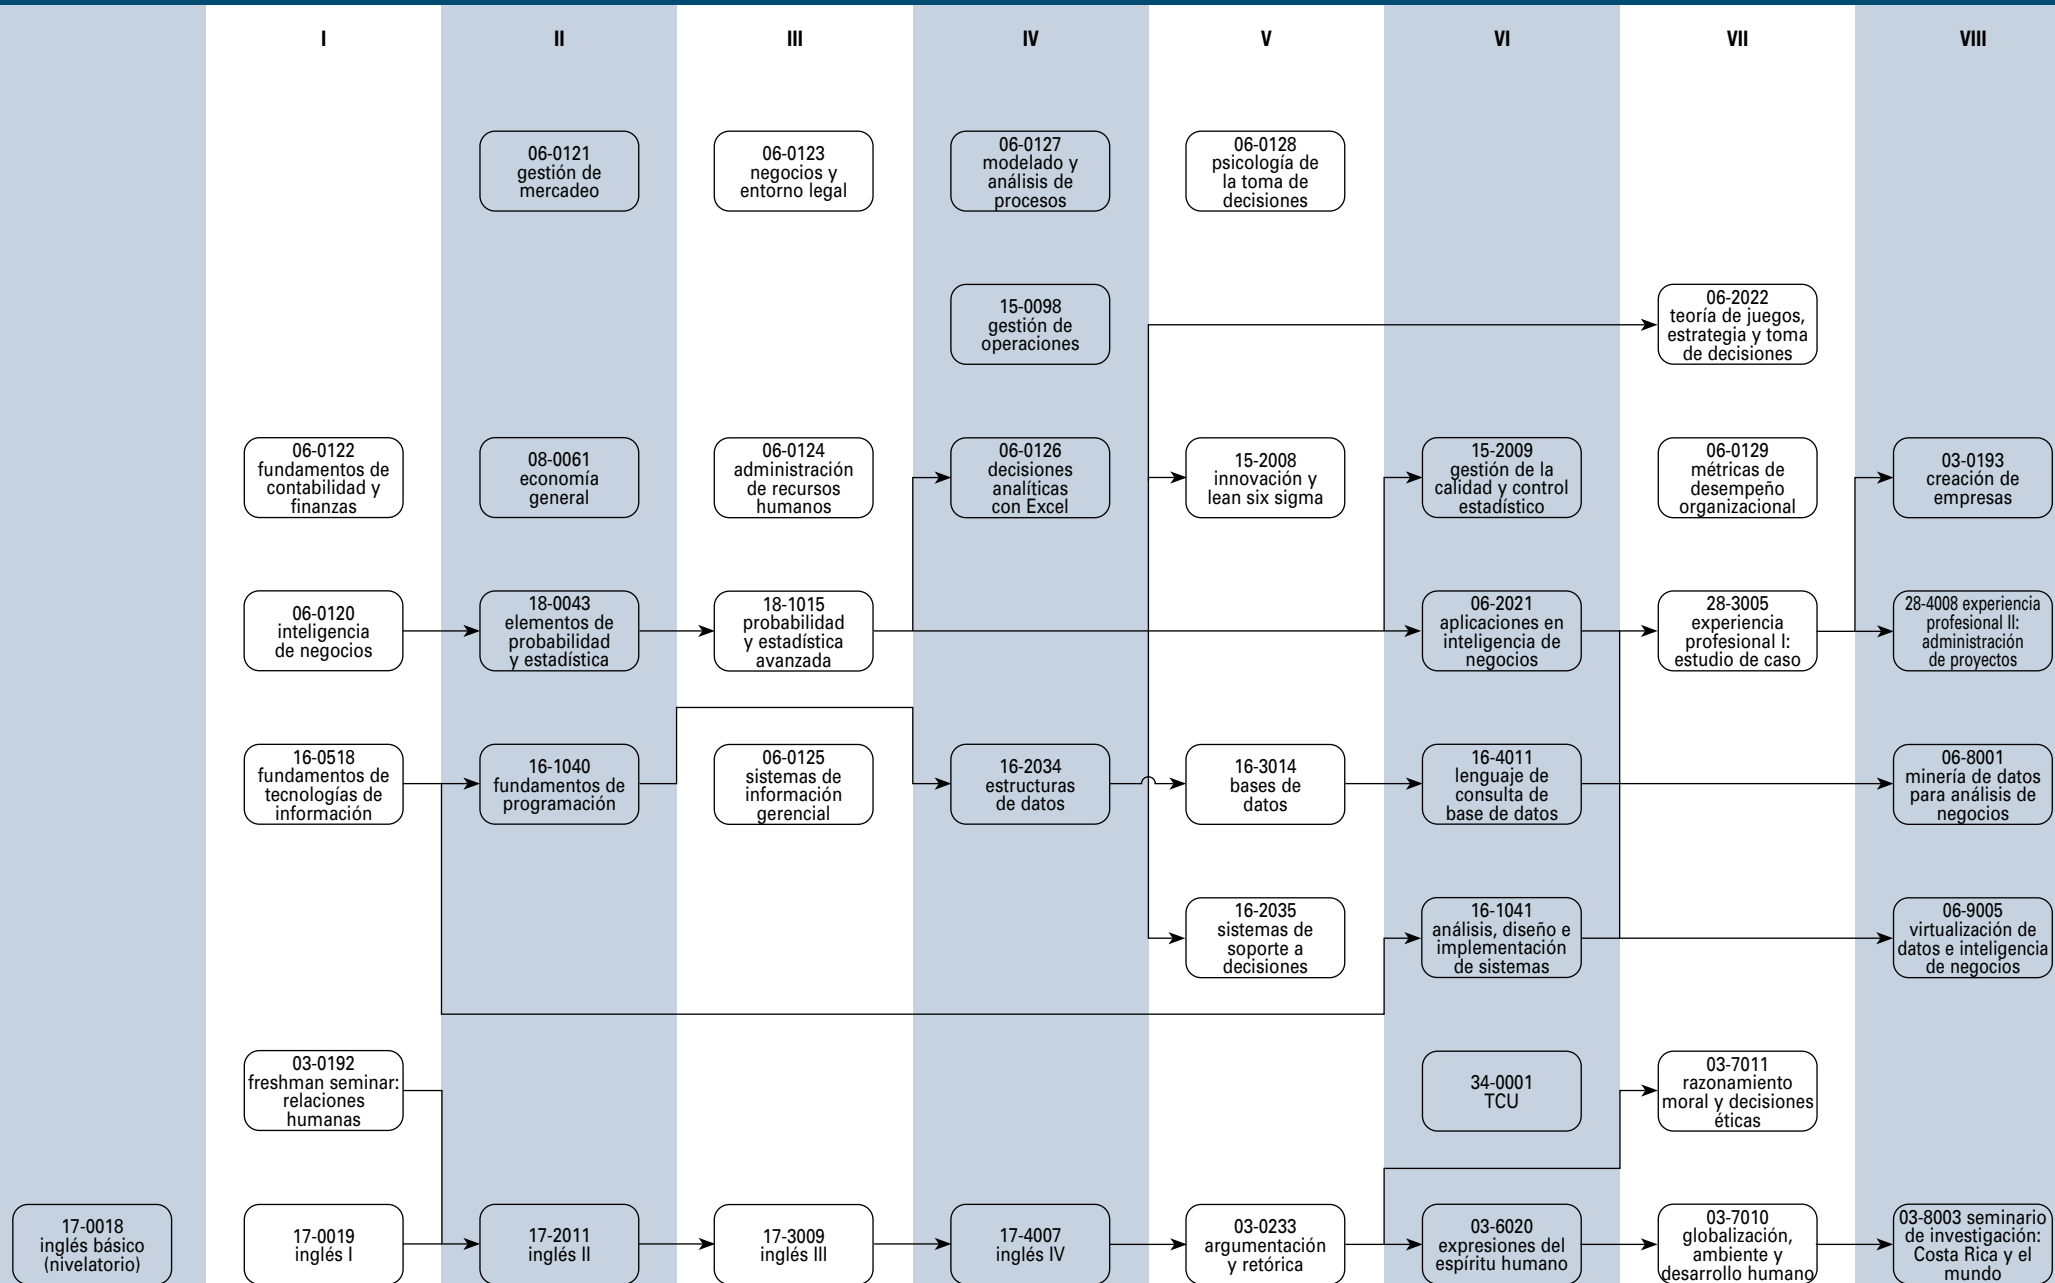 I
II
III
IV
V
VI
VII
VIII
06-0121
gestión de
mercadeo
06-0123
negocios y
entorno legal
06-0127
modelado y
análisis de
procesos
06-0128
psicología de
la toma de
decisiones
15-0098
gestión de
operaciones
06-2022
teoría de juegos,
estrategia y toma
de decisiones
06-0122
fundamentos de
contabilidad y
finanzas
08-0061
economía
general
06-0124
administración
de recursos
humanos
06-0126
decisiones
analíticas
con Excel
15-2008
innovación y
lean six sigma
15-2009
gestión de la
calidad y control
estadístico
06-0129
métricas de
desempeño
organizacional
03-0193
creación de
empresas
06-0120
inteligencia
de negocios
18-0043
elementos de
probabilidad
y estadística
18-1015
probabilidad
y estadística
avanzada
06-2021
aplicaciones en
inteligencia de
negocios
28-3005
experiencia
profesional I:
estudio de caso
28-4008 experiencia
profesional II:
administración
de proyectos
16-0518
fundamentos de
tecnologías de
información
16-1040
fundamentos de
programación
06-0125
sistemas de
información
gerencial
16-2034
estructuras
de datos
16-3014
bases de
datos
16-4011
lenguaje de
consulta de
base de datos
06-8001
minería de datos
para análisis de
negocios
16-2035
sistemas de
soporte a
decisiones
16-1041
análisis, diseño e
implementación
de sistemas
06-9005
virtualización de
datos e inteligencia
de negocios
03-0192
freshman seminar:
relaciones
humanas
34-0001
TCU
03-7011
razonamiento
moral y decisiones
éticas
17-0018
inglés básico
(nivelatorio)
17-0019
inglés I
17-2011
inglés II
17-3009
inglés III
17-4007
inglés IV
03-0233
argumentación
y retórica
03-6020
expresiones del
espíritu humano
03-7010
globalización,
ambiente y
desarrollo humano
03-8003 seminario
de investigación:
Costa Rica y el
mundo